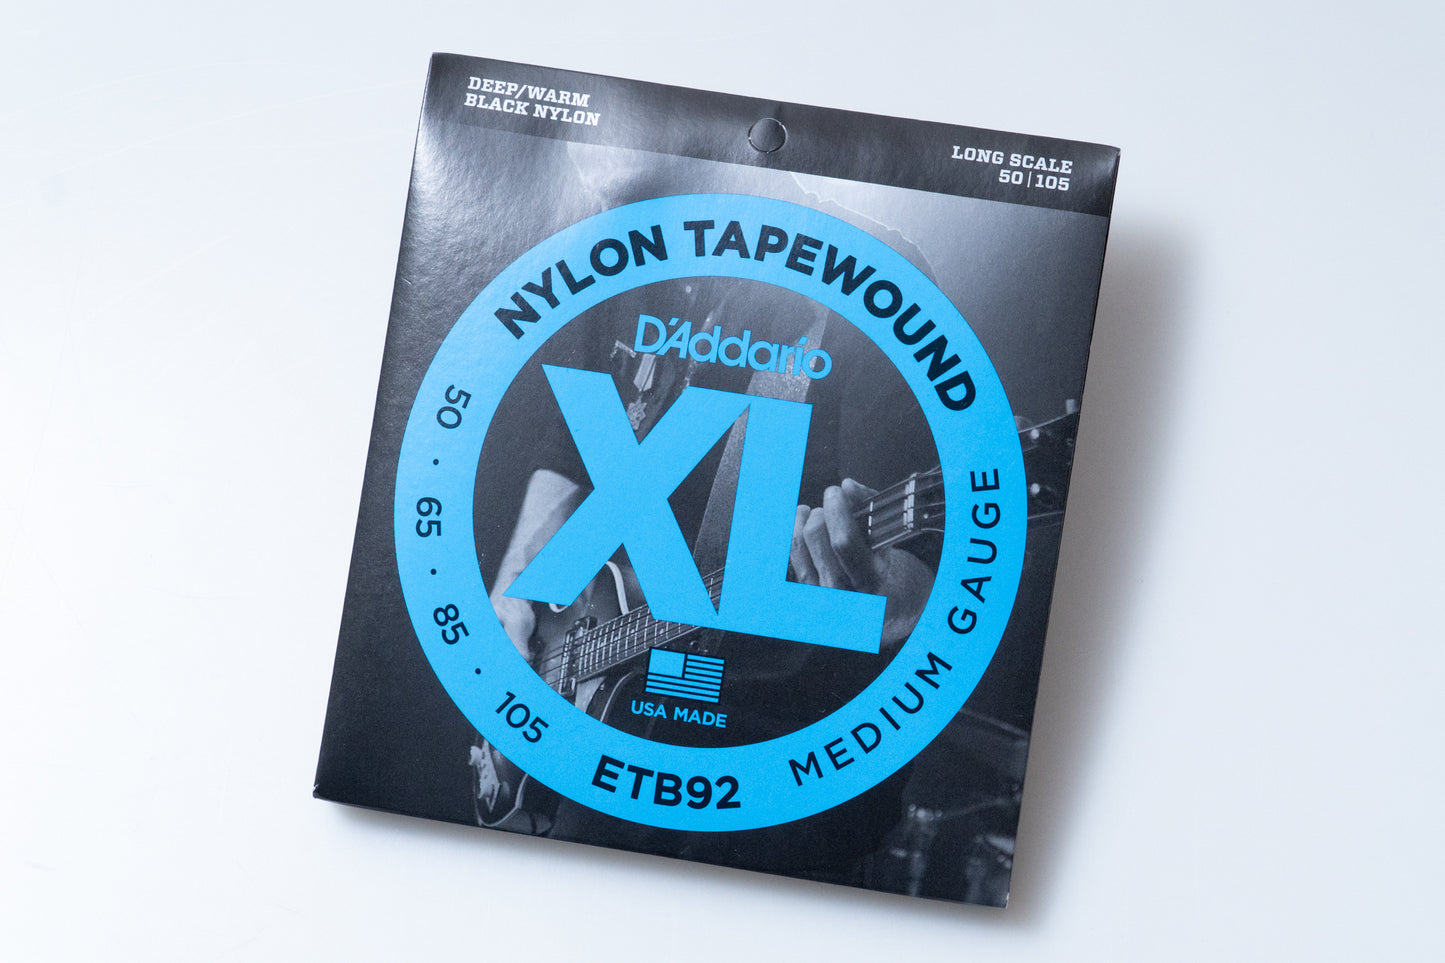 DEEP/WARM
BLACK NYLON
LONG SCALE
50|105
NYLON TAPEWOUND
D'Addario
XL
50 · 65 · 85 · 105
MEDIUM GAUGE
USA MADE
ETB92